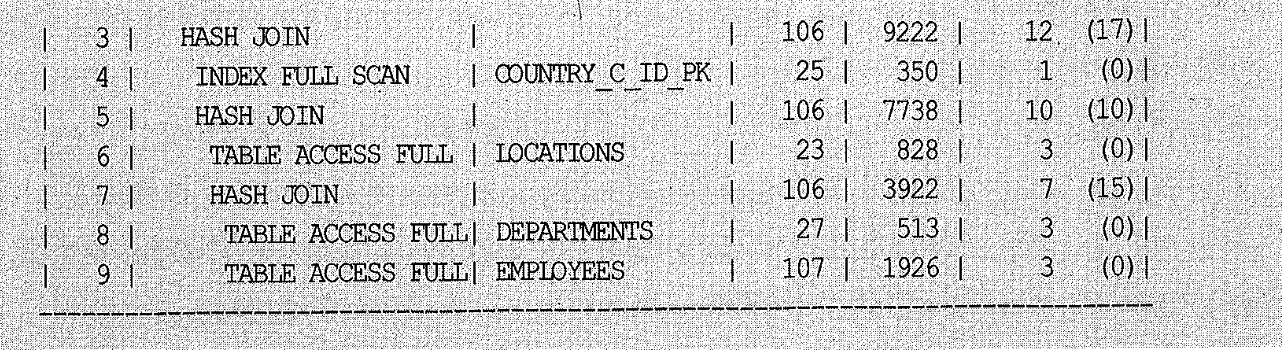 |   3 |   HASH JOIN            |                 |   106 |  9222 |    12  (17)|
|   4 |    INDEX FULL SCAN     | COUNTRY_C_ID_PK |    25 |   350 |     1   (0)|
|   5 |    HASH JOIN           |                 |   106 |  7738 |    10  (10)|
|   6 |     TABLE ACCESS FULL  | LOCATIONS       |    23 |   828 |     3   (0)|
|   7 |     HASH JOIN          |                 |   106 |  3922 |     7  (15)|
|   8 |      TABLE ACCESS FULL| DEPARTMENTS     |    27 |   513 |     3   (0)|
|   9 |      TABLE ACCESS FULL| EMPLOYEES       |   107 |  1926 |     3   (0)|
--------------------------------------------------------------------------------